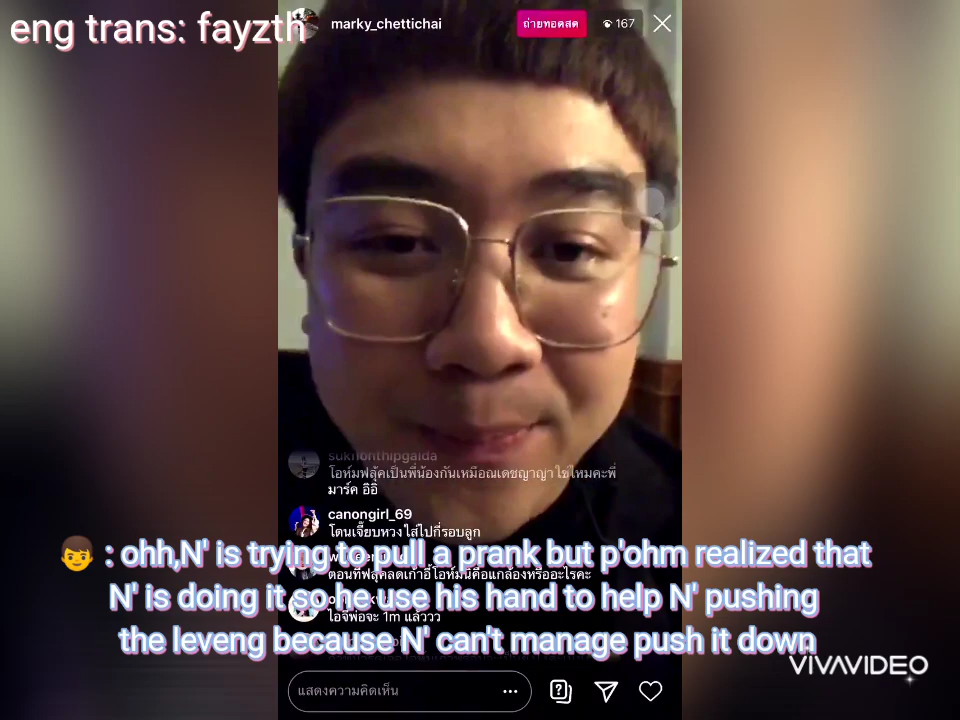 eng trans: fayzth
marky_chettichai
ถ่ายทอดสด
167
sukhonthipgalda
โอห์มฟลุ้คเป็นพี่น้องกันเหมือณเดชญาญ่าใช่ไหมคะพี่
มาร์ค อิอิ
canongirl_69
โดนเจี๊ยบหวงใส่ไปกี่รอบลูก
ตอนที่ฟลุ้คลดเก้าอี้โอห์มนี่คือแกล้งหรืออะไรคะ
ไอจีพ่อจะ 1m แล้ววว
: ohh,N' is trying to pull a prank but p'ohm realized that
N' is doing it so he use his hand to help N' pushing
the leveng because N' can't manage push it down
VIVAVIDEO
แสดงความคิดเห็น